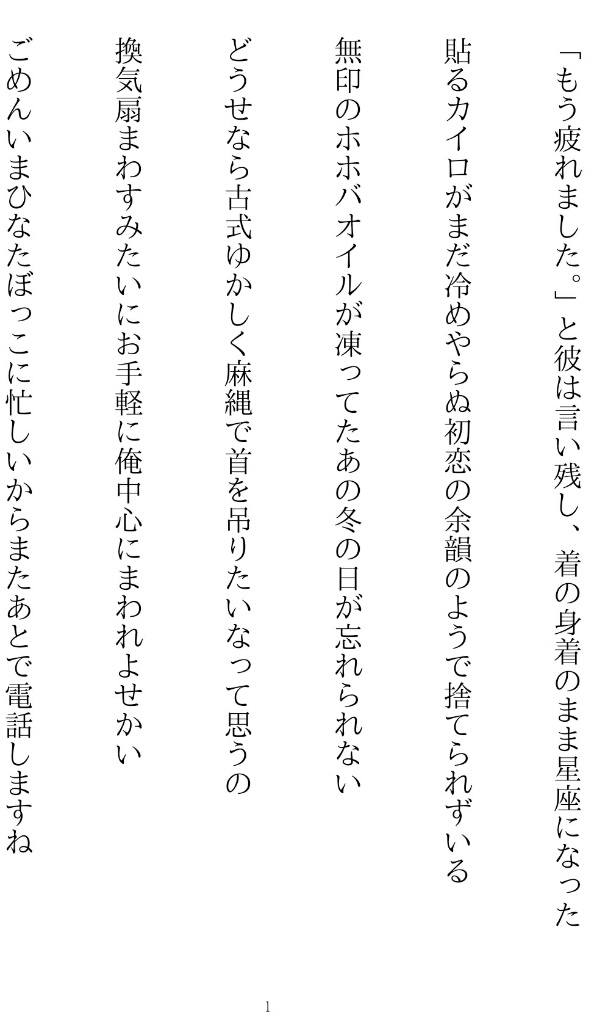 「もう疲れました。」と彼は言い残し、着の身着のまま星座になった
貼るカイロがまだ冷めやらぬ初恋の余韻のようで捨てられずいる
無印のホホバオイルが凍ってたあの冬の日が忘れられない
どうせなら古式ゆかしく麻縄で首を吊りたいなって思うの
換気扇まわすみたいにお手軽に俺中心にまわれよせかい
ごめんいまひなたぼっこに忙しいからまたあとで電話しますね
1